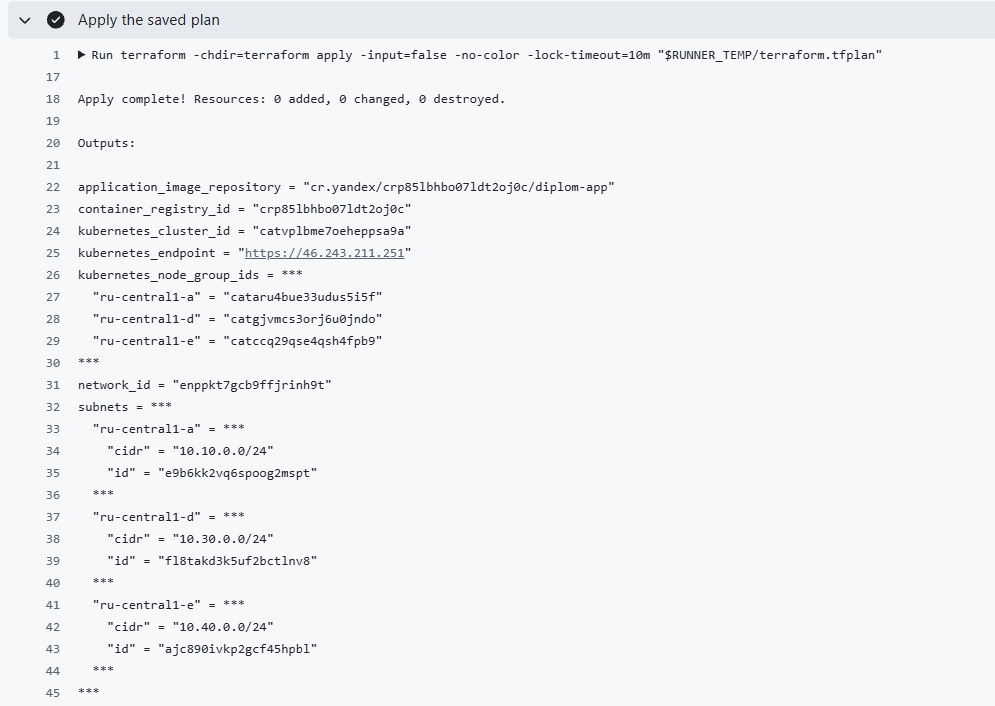 Apply the saved plan
1 Run terraform -chdir=terraform apply -input=false -no-color -lock-timeout=10m "$RUNNER_TEMP/terraform.tfplan"
17
18 Apply complete! Resources: 0 added, 0 changed, 0 destroyed.
19
20 Outputs:
21
22 application_image_repository = "cr.yandex/crp85lbhbo07ldt2oj0c/diplom-app"
23 container_registry_id = "crp85lbhbo07ldt2oj0c"
24 kubernetes_cluster_id = "catvplbme7oeheppsa9a"
25 kubernetes_endpoint = "https://46.243.211.251"
26 kubernetes_node_group_ids = ***
27 "ru-central1-a" = "cataru4bue33udus5i5f"
28 "ru-central1-d" = "catgjvmcs3orj6u0jndo"
29 "ru-central1-e" = "catccq29qse4qsh4fpb9"
30 ***
31 network_id = "enppkt7gcb9ffjrinh9t"
32 subnets = ***
33 "ru-central1-a" = ***
34 "cidr" = "10.10.0.0/24"
35 "id" = "e9b6kk2vq6spoog2mspt"
36 ***
37 "ru-central1-d" = ***
38 "cidr" = "10.30.0.0/24"
39 "id" = "fl8takd3k5uf2bctlnv8"
40 ***
41 "ru-central1-e" = ***
42 "cidr" = "10.40.0.0/24"
43 "id" = "ajc890ivkp2gcf45hpbl"
44 ***
45 ***